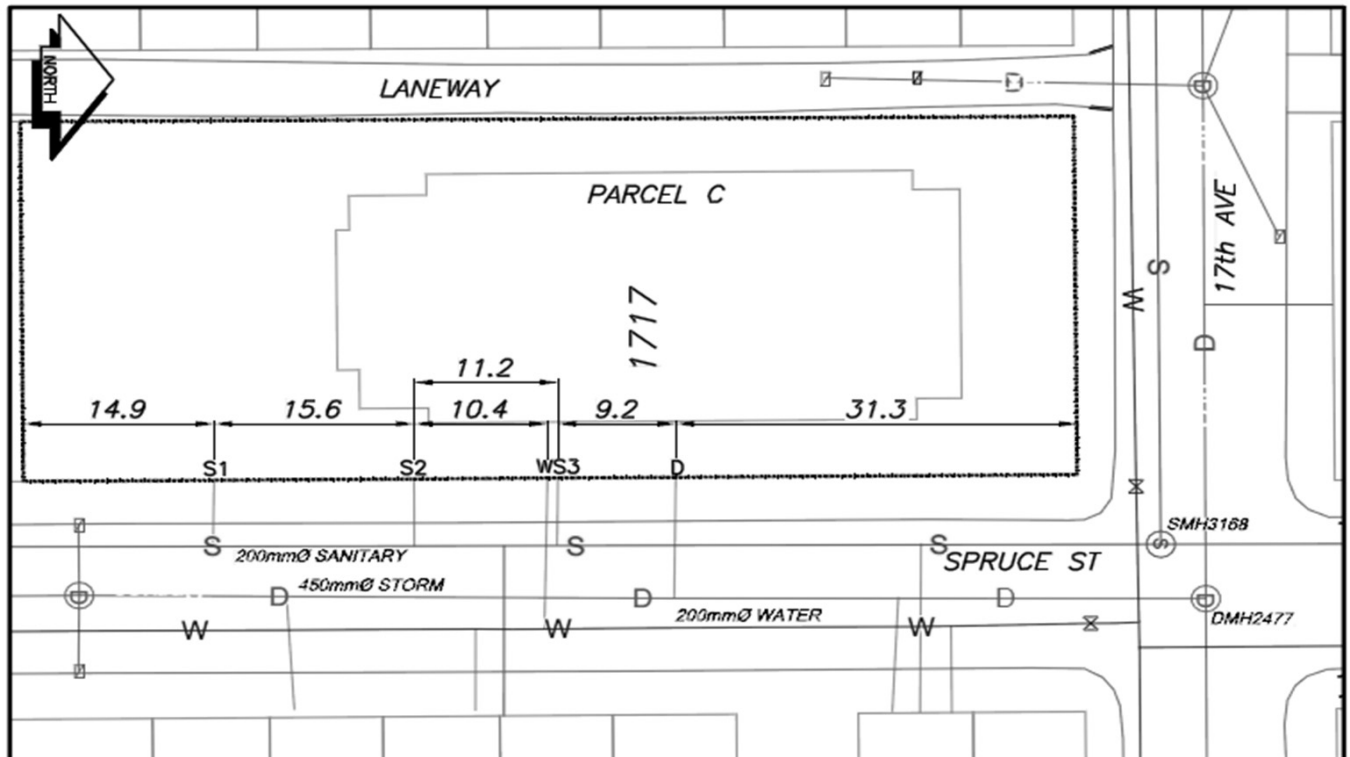 NORTH
LANEWAY
D
D
PARCEL C
17th AVE
S
W
1717
D
11.2
14.9
15.6
10.4
9.2
31.3
S1
S2
WS3
D
SMH3168
S
S
S
S
200mmØ SANITARY
SPRUCE ST
450mmØ STORM
D
D
D
D
D
200mmØ WATER
DMH2477
W
W
W